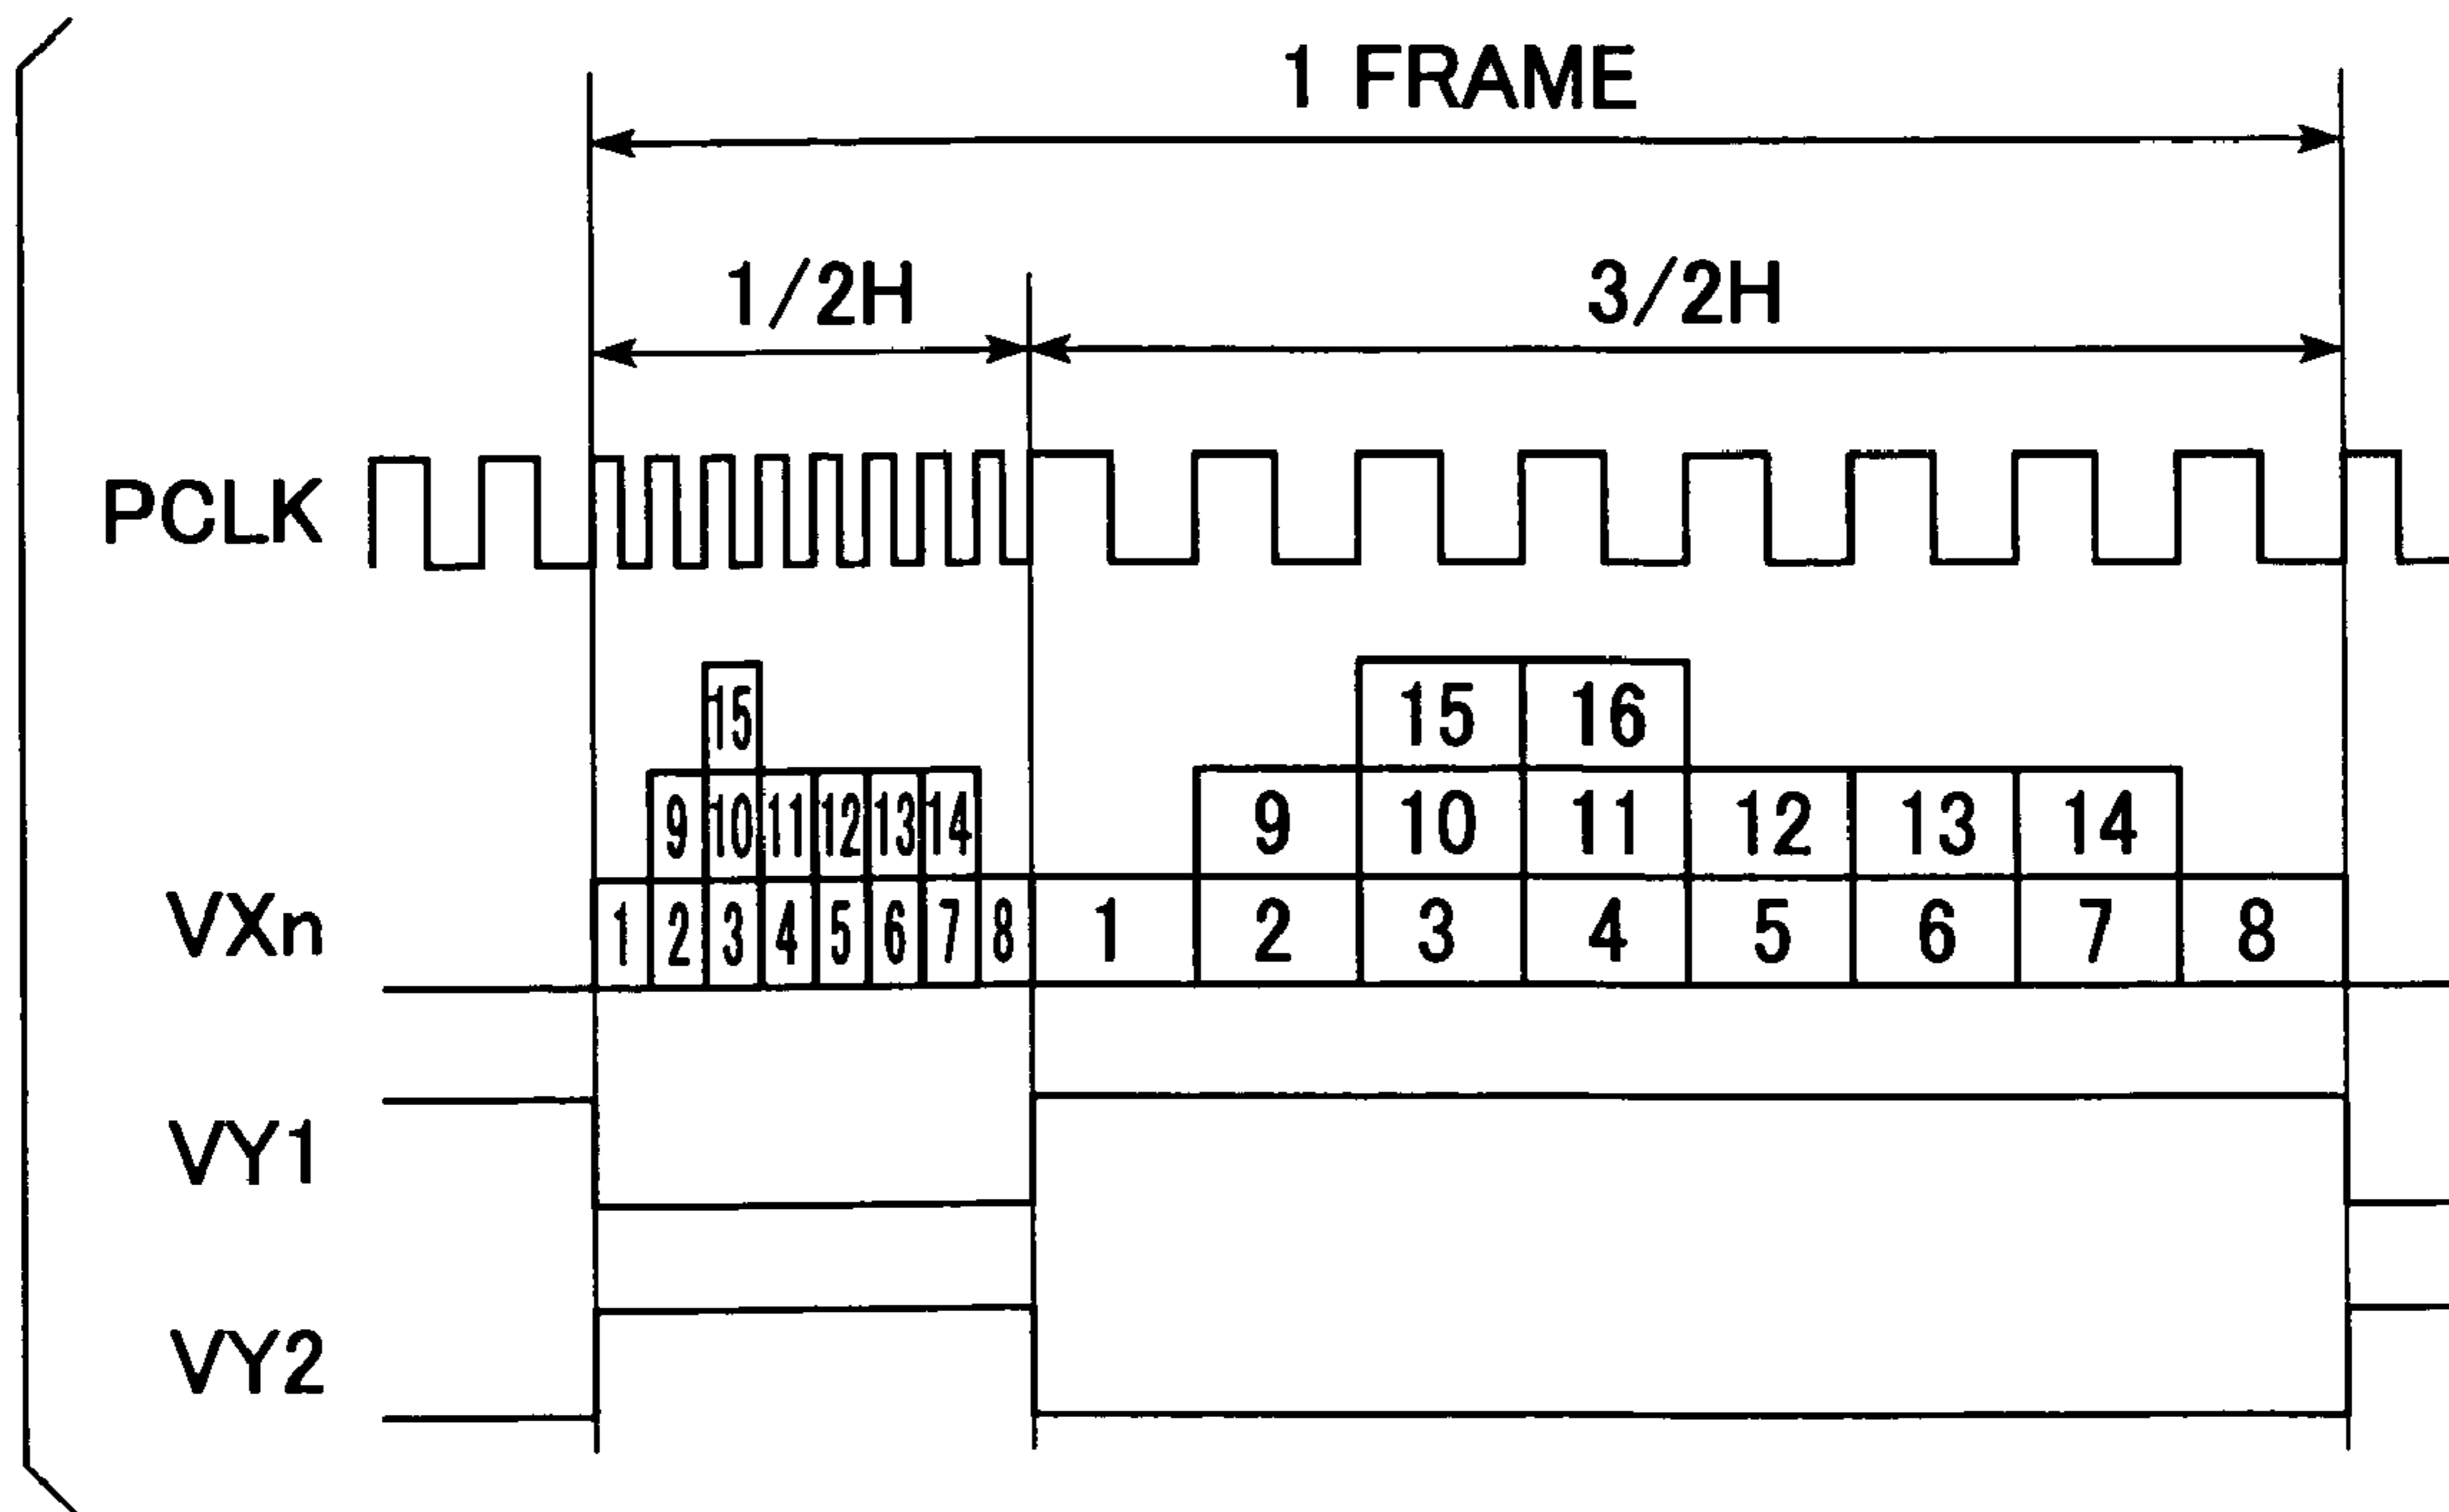 1 FRAME
1/2H 3/2H
PCLK
15 15 16
9 10 11 12 13 14 9 10 11 12 13 14
VXn 1 2 3 4 5 6 7 8 1 2 3 4 5 6 7 8
VY1
VY2